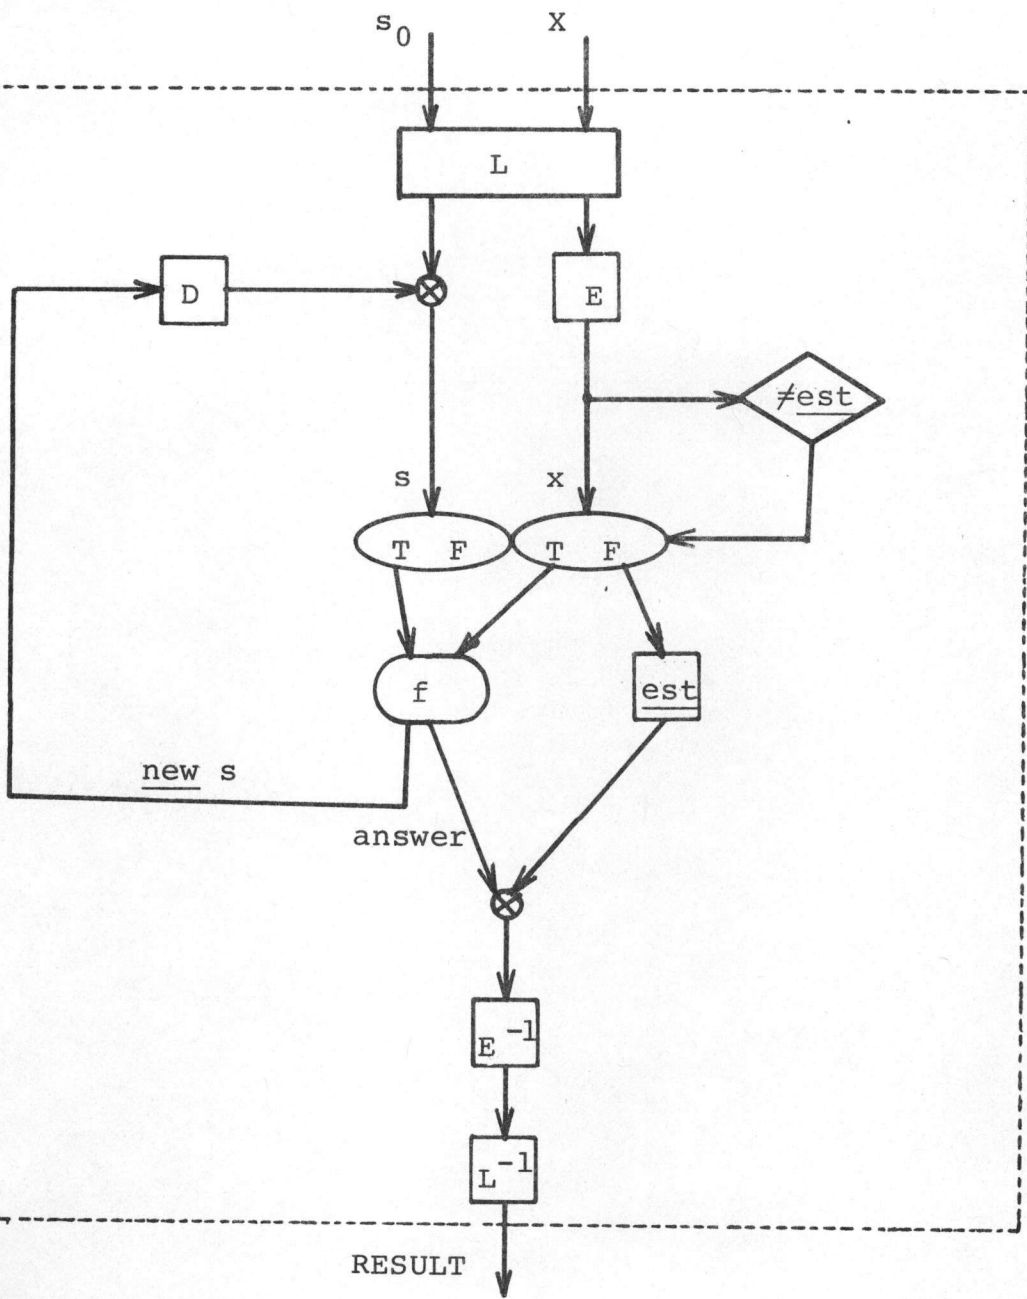 s0 X
L
D E
≠est
s x
T F T F
f est
new s
answer
E-1
L-1
RESULT